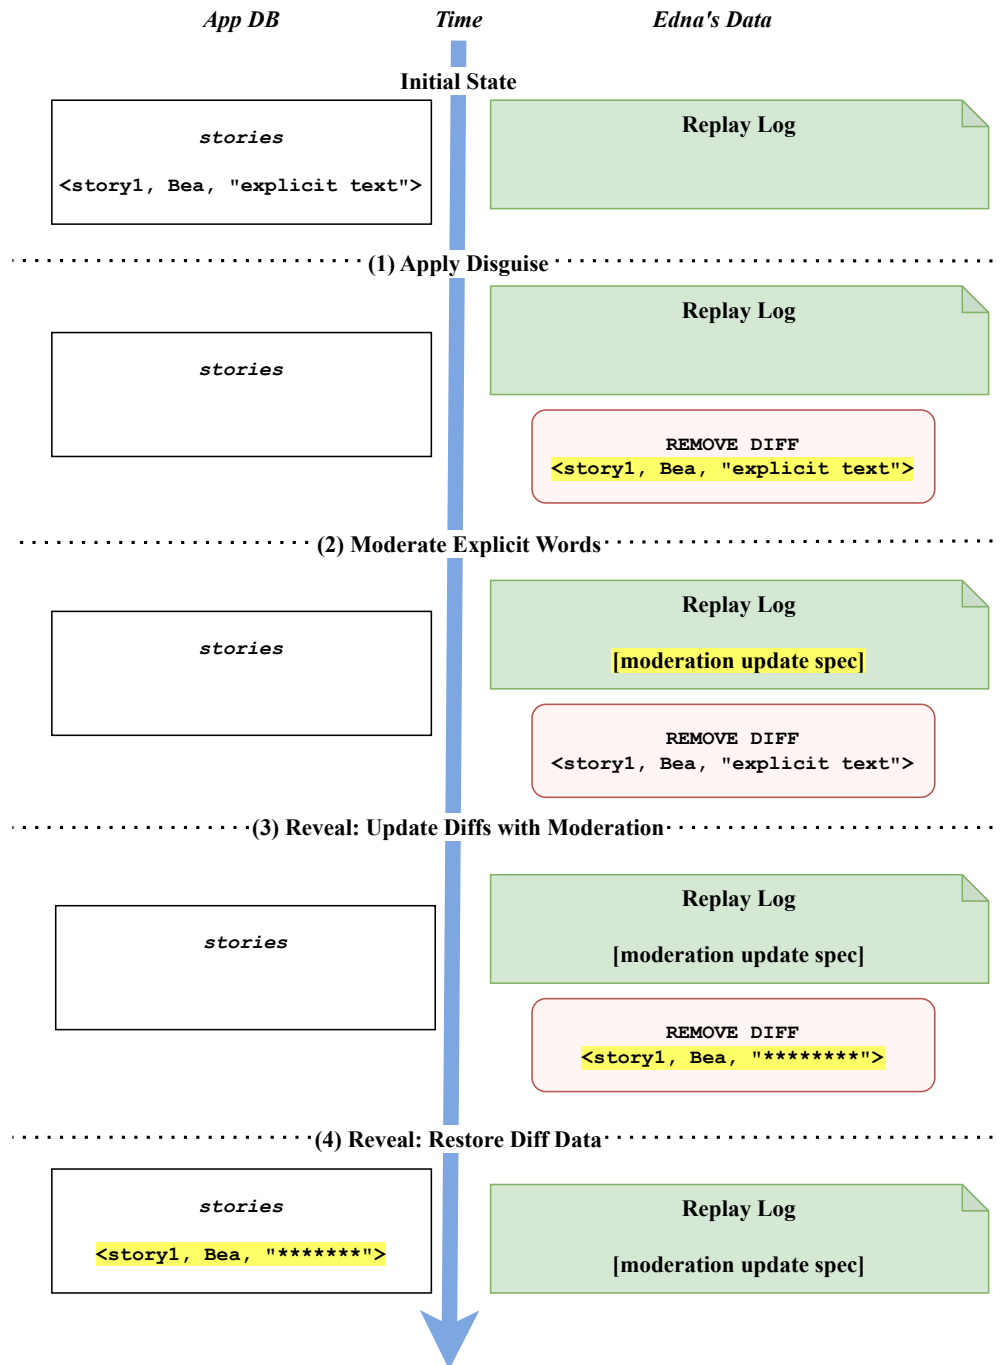 App DB
Time
Edna's Data
Initial State
stories
<story1, Bea, "explicit text">
Replay Log
(1) Apply Disguise
stories
Replay Log
REMOVE DIFF
<story1, Bea, "explicit text">
(2) Moderate Explicit Words
stories
Replay Log
[moderation update spec]
REMOVE DIFF
<story1, Bea, "explicit text">
(3) Reveal: Update Diffs with Moderation
stories
Replay Log
[moderation update spec]
REMOVE DIFF
<story1, Bea, "********">
(4) Reveal: Restore Diff Data
stories
<story1, Bea, "*******">
Replay Log
[moderation update spec]